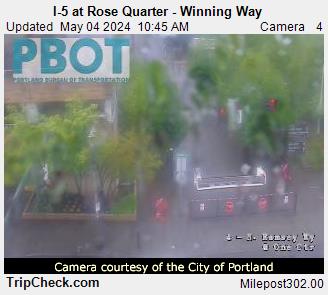 I-5 at Rose Quarter - Winning Way
Updated May 04 2024 10:45 AM Camera 4
PBOT
PORTLAND BUREAU OF TRANSPORTATION
Camera courtesy of the City of Portland
TripCheck.com Milepost302.00